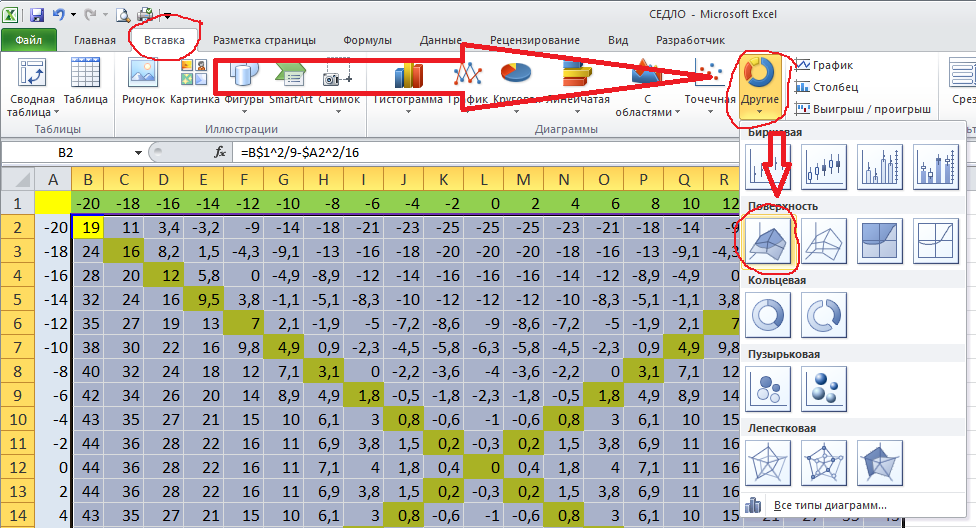 СЕДЛО - Microsoft Excel
Файл Главная Вставка Разметка страницы Формулы Данные Рецензирование Вид Разработчик
Сводная таблица Таблица Рисунок Картинка Фигуры SmartArt Снимок Гистограмма График Круговая Линейчатая С областями Точечная Другие
График
Столбец
Выигрыш / проигрыш
Таблицы Иллюстрации Диаграммы
B2 fx =B$1^2/9-$A2^2/16
A B C D E F G H I J K L M N O P Q R
1 -20 -18 -16 -14 -12 -10 -8 -6 -4 -2 0 2 4 6 8 10 12
2 -20 19 11 3,4 -3,2 -9 -14 -18 -21 -23 -25 -25 -25 -23 -21 -18 -14 -9
3 -18 24 16 8,2 1,5 -4,3 -9,1 -13 -16 -18 -20 -20 -20 -18 -16 -13 -9,1 -4,3
4 -16 28 20 12 5,8 0 -4,9 -8,9 -12 -14 -16 -16 -16 -14 -12 -8,9 -4,9 0
5 -14 32 24 16 9,5 3,8 -1,1 -5,1 -8,3 -10 -12 -12 -12 -10 -8,3 -5,1 -1,1 3,8
6 -12 35 27 19 13 7 2,1 -1,9 -5 -7,2 -8,6 -9 -8,6 -7,2 -5 -1,9 2,1 7
7 -10 38 30 22 16 9,8 4,9 0,9 -2,3 -4,5 -5,8 -6,3 -5,8 -4,5 -2,3 0,9 4,9 9,8
8 -8 40 32 24 18 12 7,1 3,1 0 -2,2 -3,6 -4 -3,6 -2,2 0 3,1 7,1 12
9 -6 42 34 26 20 14 8,9 4,9 1,8 -0,5 -1,8 -2,3 -1,8 -0,5 1,8 4,9 8,9 14
10 -4 43 35 27 21 15 10 6,1 3 0,8 -0,6 -1 -0,6 0,8 3 6,1 10 15
11 -2 44 36 28 22 16 11 6,9 3,8 1,5 0,2 -0,3 0,2 1,5 3,8 6,9 11 16
12 0 44 36 28 22 16 11 7,1 4 1,8 0,4 0 0,4 1,8 4 7,1 11 16
13 2 44 36 28 22 16 11 6,9 3,8 1,5 0,2 -0,3 0,2 1,5 3,8 6,9 11 16
14 4 43 35 27 21 15 10 6,1 3 0,8 -0,6 -1 -0,6 0,8 3 6,1 10 15
Биржевая
Поверхность
Кольцевая
Пузырьковая
Лепестковая
Все типы диаграмм...